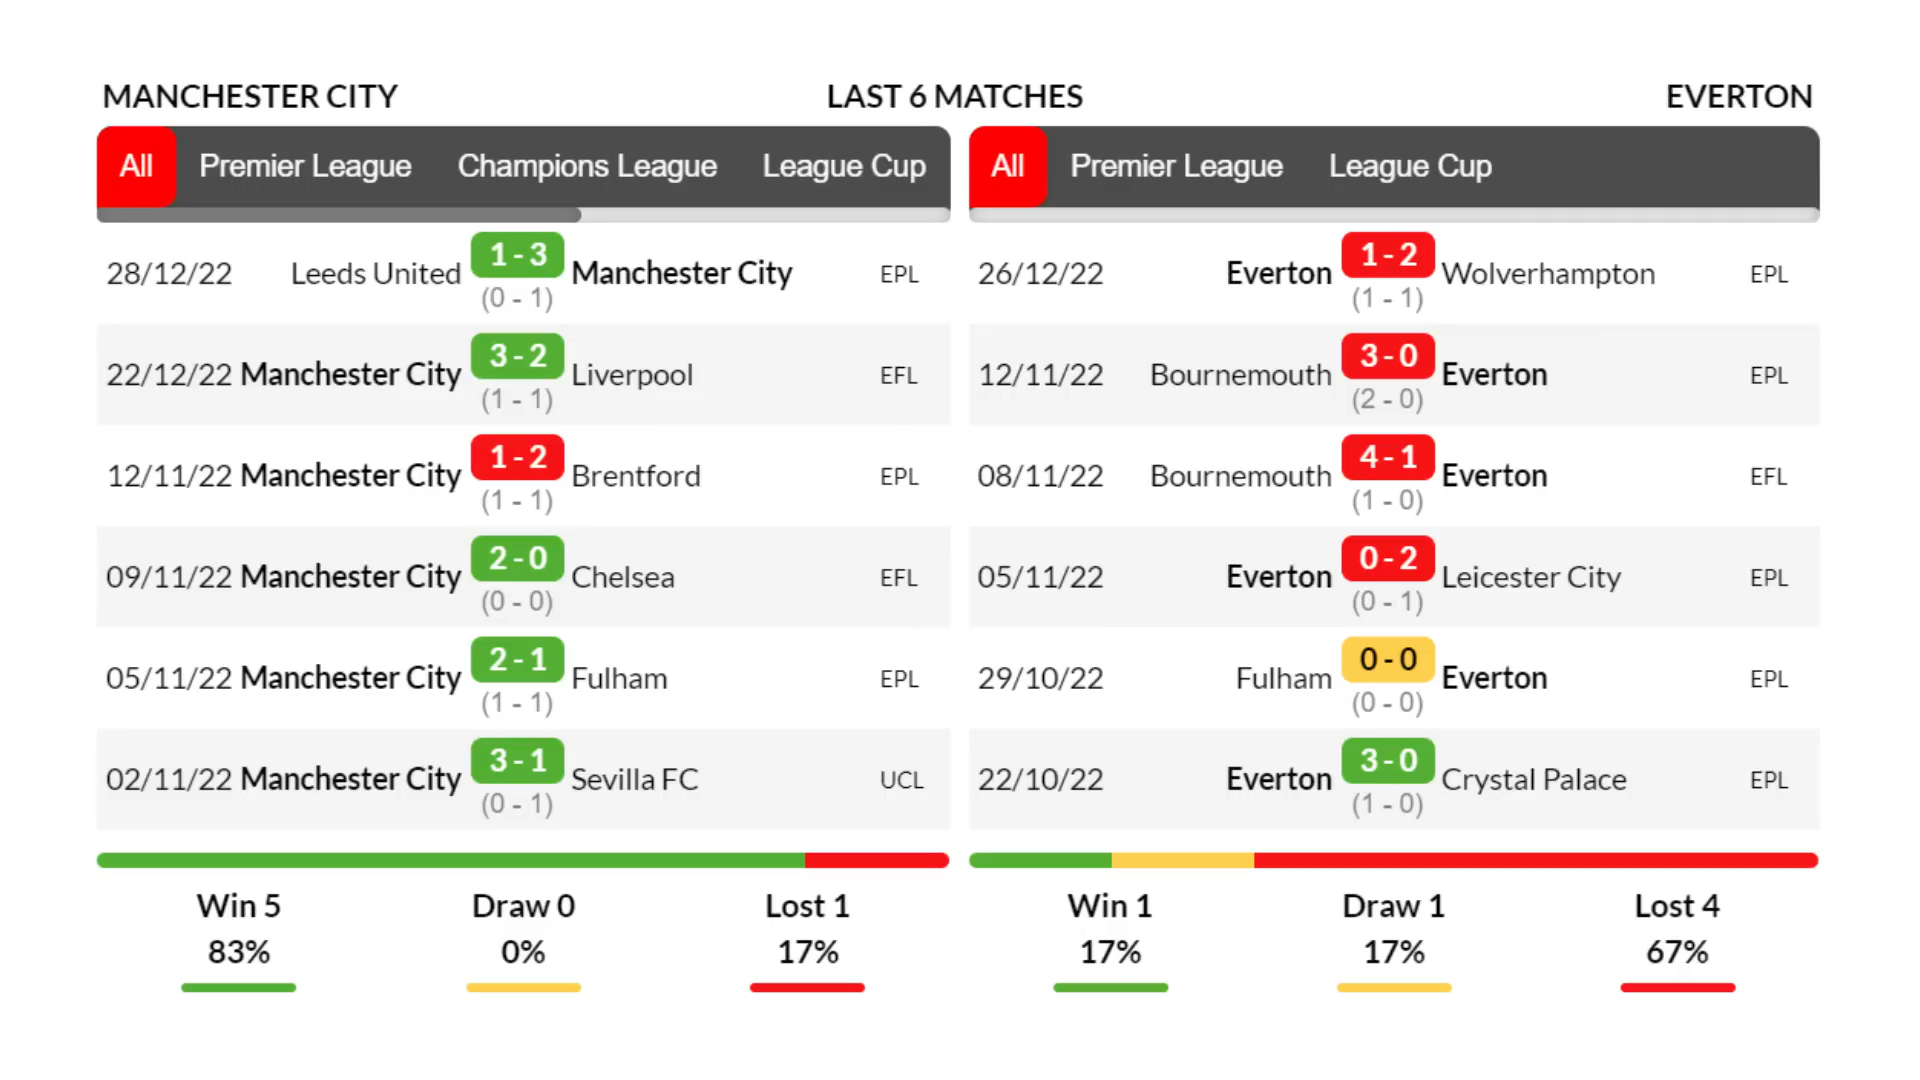 MANCHESTER CITY LAST 6 MATCHES EVERTON
All Premier League Champions League League Cup
28/12/22 Leeds United 1 - 3 Manchester City EPL
(0 - 1)
22/12/22 Manchester City 3 - 2 Liverpool EFL
(1 - 1)
12/11/22 Manchester City 1 - 2 Brentford EPL
(1 - 1)
09/11/22 Manchester City 2 - 0 Chelsea EFL
(0 - 0)
05/11/22 Manchester City 2 - 1 Fulham EPL
(1 - 1)
02/11/22 Manchester City 3 - 1 Sevilla FC UCL
(0 - 1)
Win 5 Draw 0 Lost 1
83% 0% 17%
All Premier League League Cup
26/12/22 Everton 1 - 2 Wolverhampton EPL
(1 - 1)
12/11/22 Bournemouth 3 - 0 Everton EPL
(2 - 0)
08/11/22 Bournemouth 4 - 1 Everton EFL
(1 - 0)
05/11/22 Everton 0 - 2 Leicester City EPL
(0 - 1)
29/10/22 Fulham 0 - 0 Everton EPL
(0 - 0)
22/10/22 Everton 3 - 0 Crystal Palace EPL
(1 - 0)
Win 1 Draw 1 Lost 4
17% 17% 67%